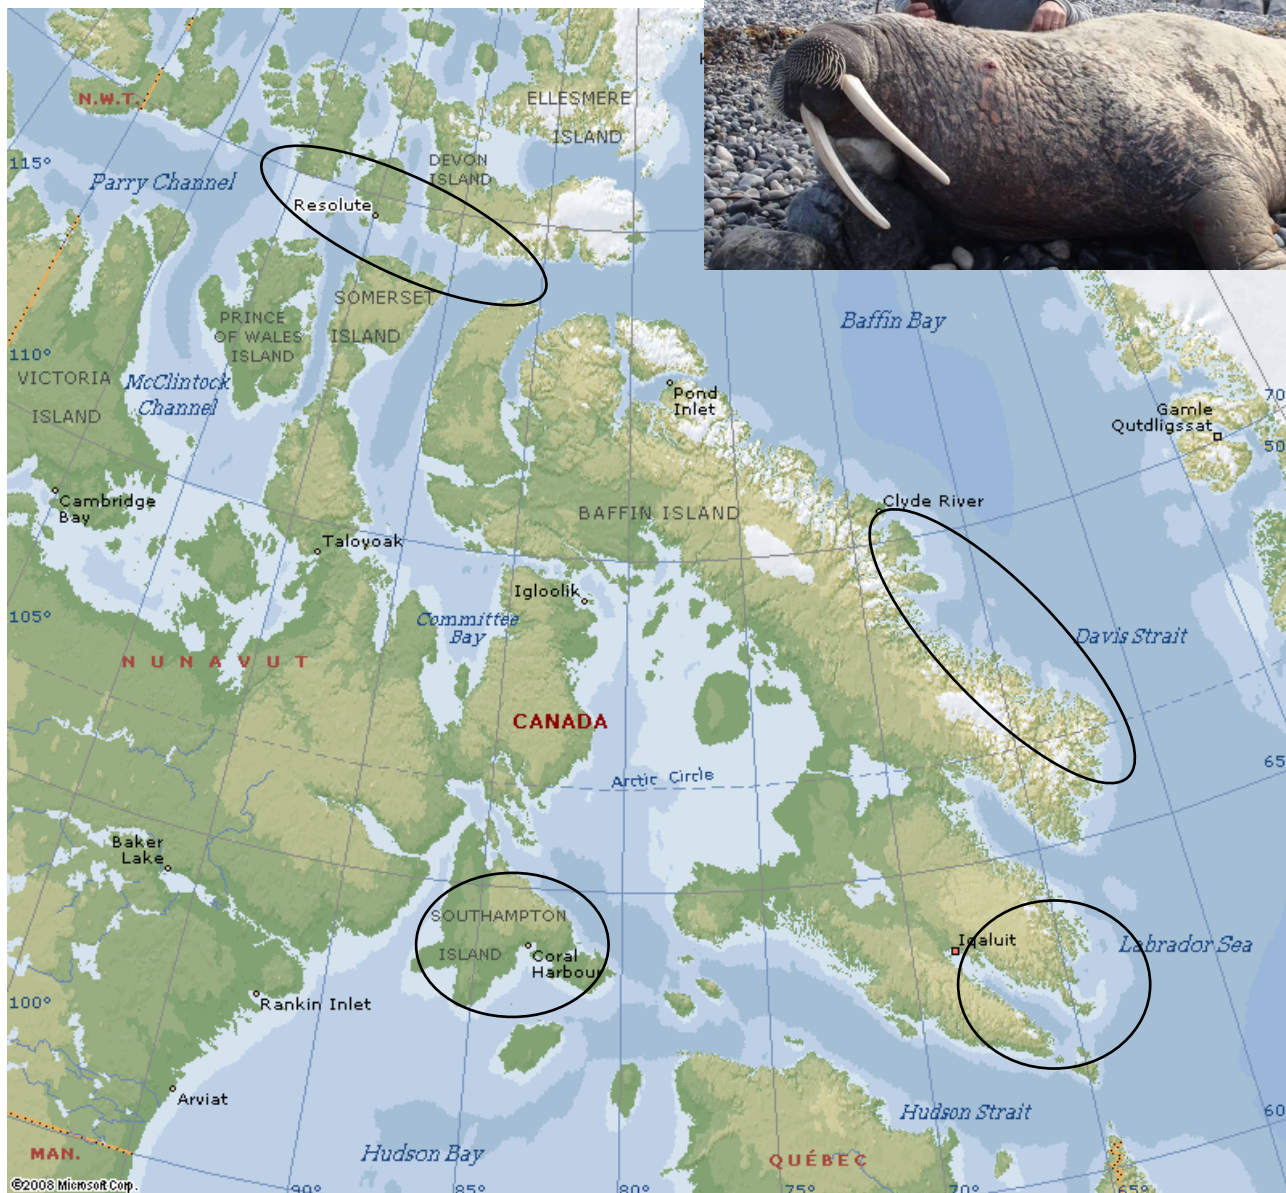 N.W.T.
ELLESMERE
ISLAND
115°
Parry Channel
DEVON
ISLAND
Resolute
SOMERSET
ISLAND
PRINCE
OF WALES
ISLAND
Baffin Bay
110°
VICTORIA
ISLAND
McClintock
Channel
Pond
Inlet
70
Gamle
Qutdligssat
50
Cambridge
Bay
Clyde River
BAFFIN ISLAND
Taloyoak
Igloolik
105°
Committee
Bay
Davis Strait
NUNAVUT
CANADA
Arctic Circle
65
Baker
Lake
SOUTHAMPTON
ISLAND
Coral
Harbour
Iqaluit
Labrador Sea
100°
Rankin Inlet
Arviat
Hudson Strait
60
MAN.
Hudson Bay
QUÉBEC
©2008 Microsoft Corp.
90°
85°
80°
75°
70°
65°